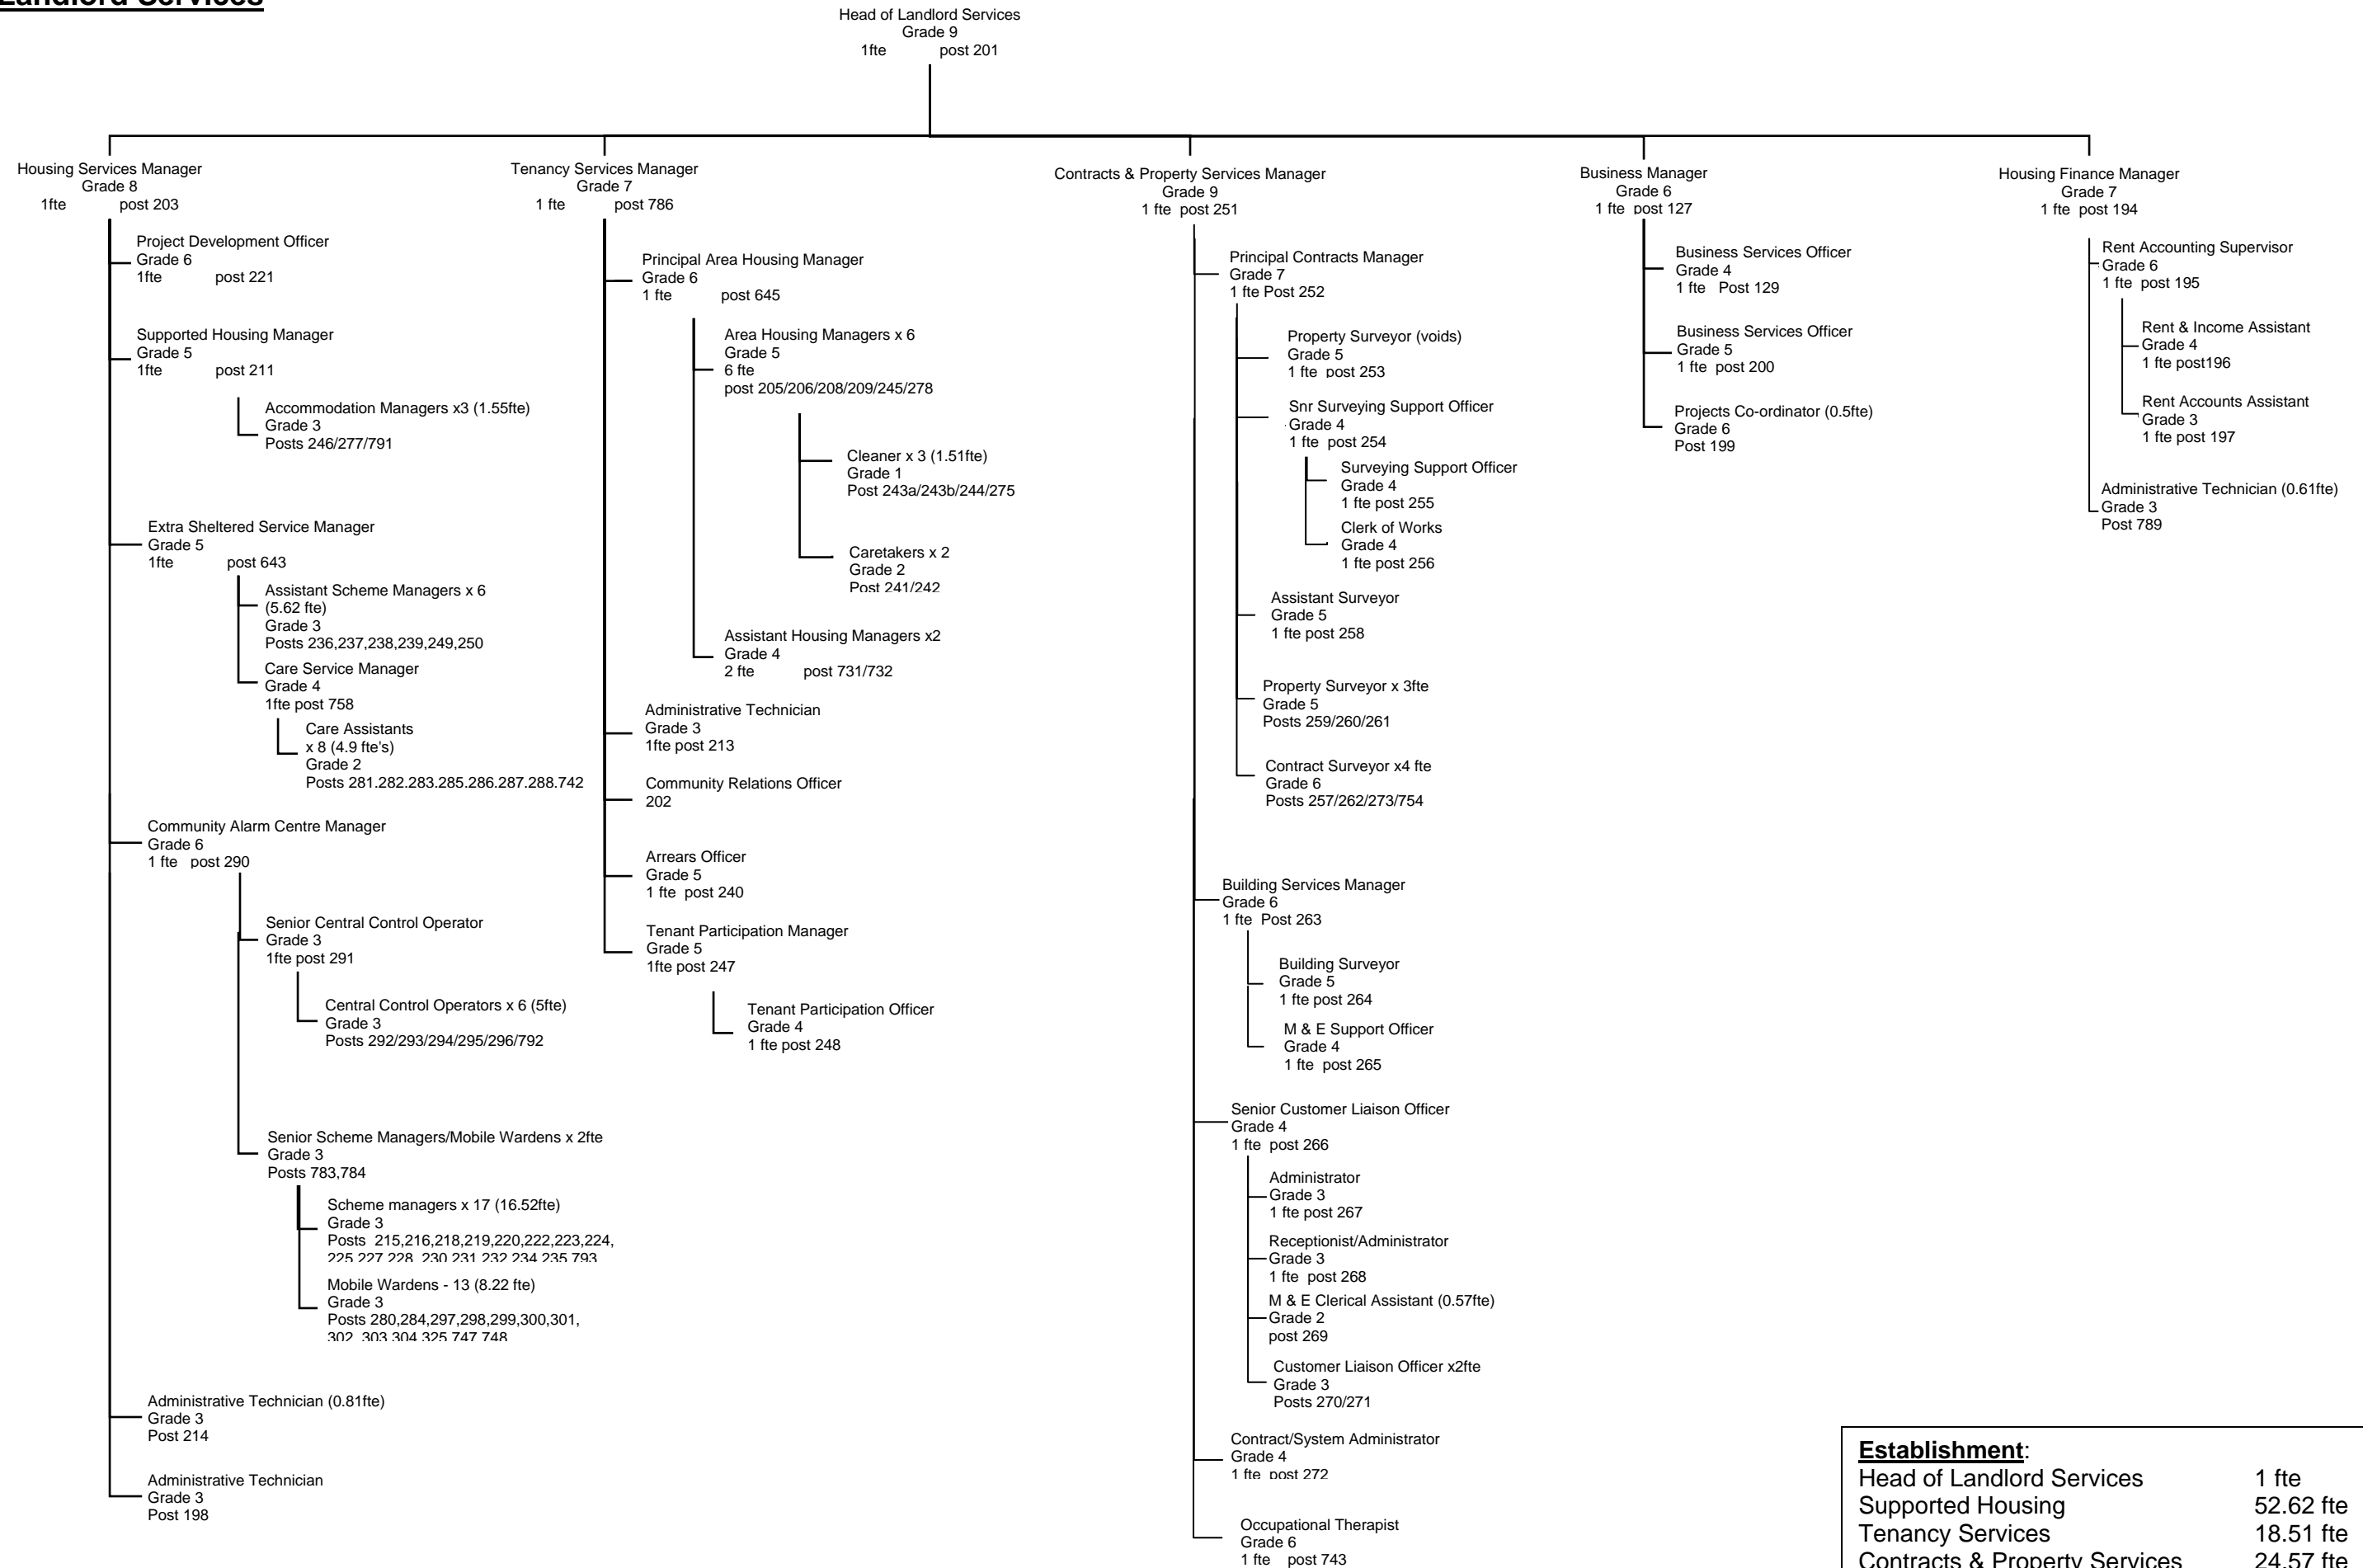 Landlord Services
Head of Landlord Services
Grade 9
1fte post 201
Housing Services Manager
Grade 8
1fte post 203
Project Development Officer
Grade 6
1fte post 221
Supported Housing Manager
Grade 5
1fte post 211
Accommodation Managers x3 (1.55fte)
Grade 3
Posts 246/277/791
Extra Sheltered Service Manager
Grade 5
1fte post 643
Assistant Scheme Managers x 6
(5.62 fte)
Grade 3
Posts 236,237,238,239,249,250
Care Service Manager
Grade 4
1fte post 758
Care Assistants
x 8 (4.9 fte's)
Grade 2
Posts 281.282.283.285.286.287.288.742
Community Alarm Centre Manager
Grade 6
1 fte post 290
Senior Central Control Operator
Grade 3
1fte post 291
Central Control Operators x 6 (5fte)
Grade 3
Posts 292/293/294/295/296/792
Senior Scheme Managers/Mobile Wardens x 2fte
Grade 3
Posts 783,784
Scheme managers x 17 (16.52fte)
Grade 3
Posts 215,216,218,219,220,222,223,224,
225,227,228, 230,231,232,234,235,793
Mobile Wardens - 13 (8.22 fte)
Grade 3
Posts 280,284,297,298,299,300,301,
302, 303,304,325,747,748
Administrative Technician (0.81fte)
Grade 3
Post 214
Administrative Technician
Grade 3
Post 198
Tenancy Services Manager
Grade 7
1 fte post 786
Principal Area Housing Manager
Grade 6
1 fte post 645
Area Housing Managers x 6
Grade 5
6 fte
post 205/206/208/209/245/278
Cleaner x 3 (1.51fte)
Grade 1
Post 243a/243b/244/275
Caretakers x 2
Grade 2
Post 241/242
Assistant Housing Managers x2
Grade 4
2 fte post 731/732
Administrative Technician
Grade 3
1fte post 213
Community Relations Officer
202
Arrears Officer
Grade 5
1 fte post 240
Tenant Participation Manager
Grade 5
1fte post 247
Tenant Participation Officer
Grade 4
1 fte post 248
Contracts & Property Services Manager
Grade 9
1 fte post 251
Principal Contracts Manager
Grade 7
1 fte Post 252
Property Surveyor (voids)
Grade 5
1 fte post 253
Snr Surveying Support Officer
Grade 4
1 fte post 254
Surveying Support Officer
Grade 4
1 fte post 255
Clerk of Works
Grade 4
1 fte post 256
Assistant Surveyor
Grade 5
1 fte post 258
Property Surveyor x 3fte
Grade 5
Posts 259/260/261
Contract Surveyor x4 fte
Grade 6
Posts 257/262/273/754
Building Services Manager
Grade 6
1 fte Post 263
Building Surveyor
Grade 5
1 fte post 264
M & E Support Officer
Grade 4
1 fte post 265
Senior Customer Liaison Officer
Grade 4
1 fte post 266
Administrator
Grade 3
1 fte post 267
Receptionist/Administrator
Grade 3
1 fte post 268
M & E Clerical Assistant (0.57fte)
Grade 2
post 269
Customer Liaison Officer x2fte
Grade 3
Posts 270/271
Contract/System Administrator
Grade 4
1 fte post 272
Occupational Therapist
Grade 6
1 fte post 743
Business Manager
Grade 6
1 fte post 127
Business Services Officer
Grade 4
1 fte Post 129
Business Services Officer
Grade 5
1 fte post 200
Projects Co-ordinator (0.5fte)
Grade 6
Post 199
Housing Finance Manager
Grade 7
1 fte post 194
Rent Accounting Supervisor
Grade 6
1 fte post 195
Rent & Income Assistant
Grade 4
1 fte post196
Rent Accounts Assistant
Grade 3
1 fte post 197
Administrative Technician (0.61fte)
Grade 3
Post 789
Establishment:
Head of Landlord Services 1 fte
Supported Housing 52.62 fte
Tenancy Services 18.51 fte
Contracts & Property Services 24.57 fte